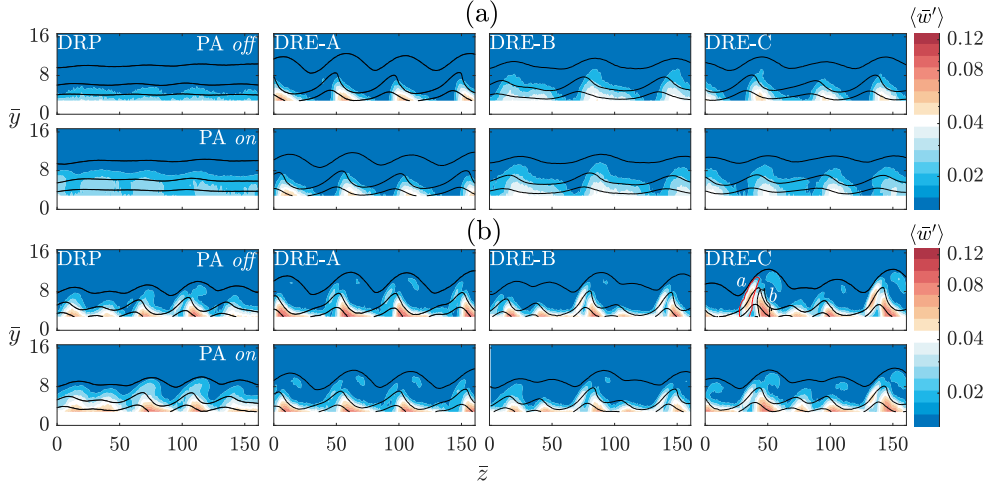 (a)
⟨w̄′⟩
16 DRP PA off DRE-A DRE-B DRE-C 0.12
8 0.08
0 0.04
ȳ
16 PA on
8 0.02
0
(b)
⟨w̄′⟩
16 DRP PA off DRE-A DRE-B DRE-C 0.12
8 a b 0.08
0 0.04
ȳ
16 PA on
8 0.02
0
0 50 100 150 0 50 100 150 0 50 100 150 0 50 100 150
z̄